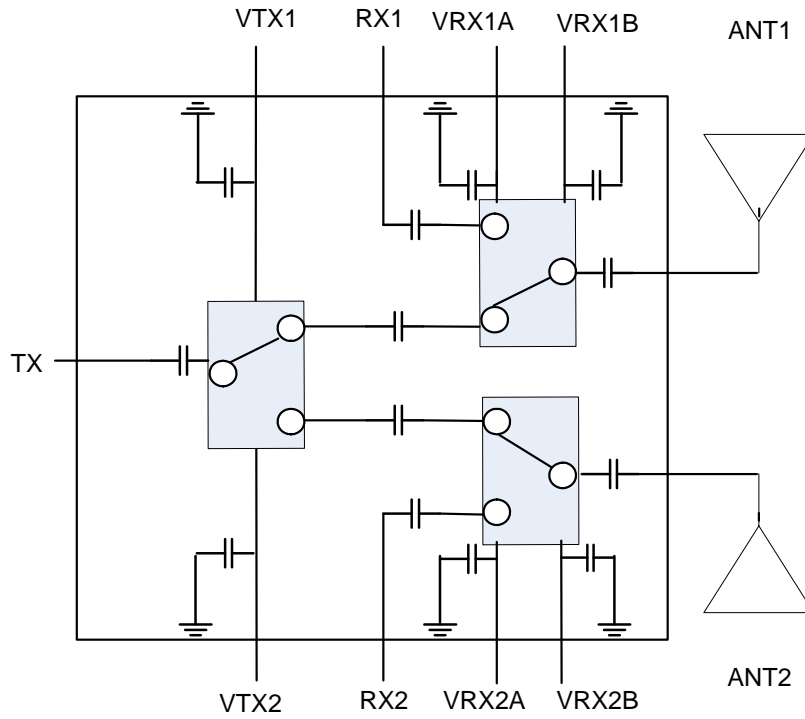 VTX1
RX1
VRX1A
VRX1B
ANT1
TX
VTX2
RX2
VRX2A
VRX2B
ANT2